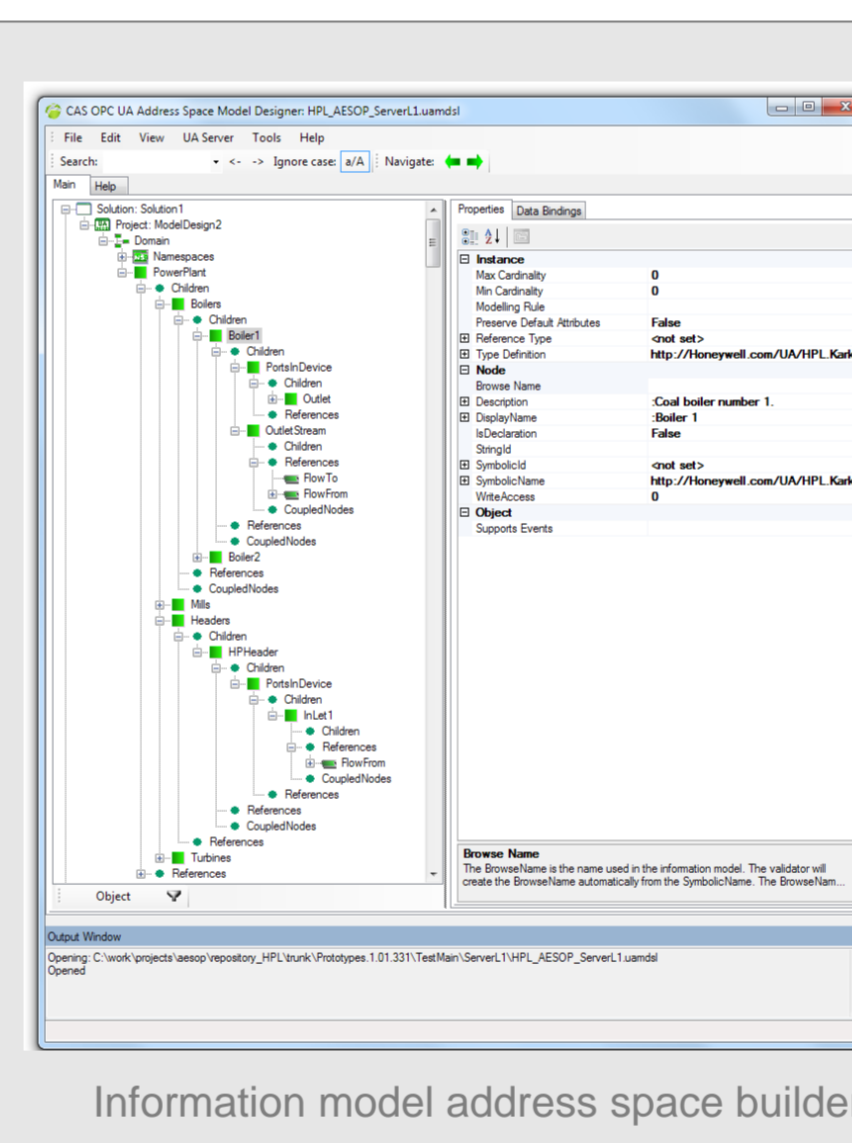 CAS OPC UA Address Space Model Designer: HPL_AESOP_ServerL1.uamdsl
File Edit View UA Server Tools Help
Search: <- -> Ignore case: a/A Navigate:
Main Help
Solution: Solution1
Project: ModelDesign2
Domain
Namespaces
PowerPlant
Children
Boilers
Children
Boiler1
Children
PortsInDevice
Children
Outlet
References
OutletStream
Children
References
FlowTo
FlowFrom
CoupledNodes
References
CoupledNodes
Boiler2
References
CoupledNodes
Mills
Headers
Children
HPHeader
Children
PortsInDevice
Children
InLet1
Children
References
FlowFrom
CoupledNodes
References
References
CoupledNodes
References
Turbines
References
Object
Properties Data Bindings
Instance
Max Cardinality 0
Min Cardinality 0
Modelling Rule
Preserve Default Attributes False
Reference Type <not set>
Type Definition http://Honeywell.com/UA/HPL.Kark
Node
Browse Name
Description :Coal boiler number 1.
DisplayName :Boiler 1
IsDeclaration False
StringId
SymbolicId <not set>
SymbolicName http://Honeywell.com/UA/HPL.Kark
WriteAccess 0
Object
Supports Events
Browse Name
The BrowseName is the name used in the information model. The validator will
create the BrowseName automatically from the SymbolicName. The BrowseNam...
Output Window
Opening: C:\work\projects\aesop\repository_HPL\trunk\Prototypes.1.01.331\TestMain\ServerL1\HPL_AESOP_ServerL1.uamdsl
Opened
Information model address space builde